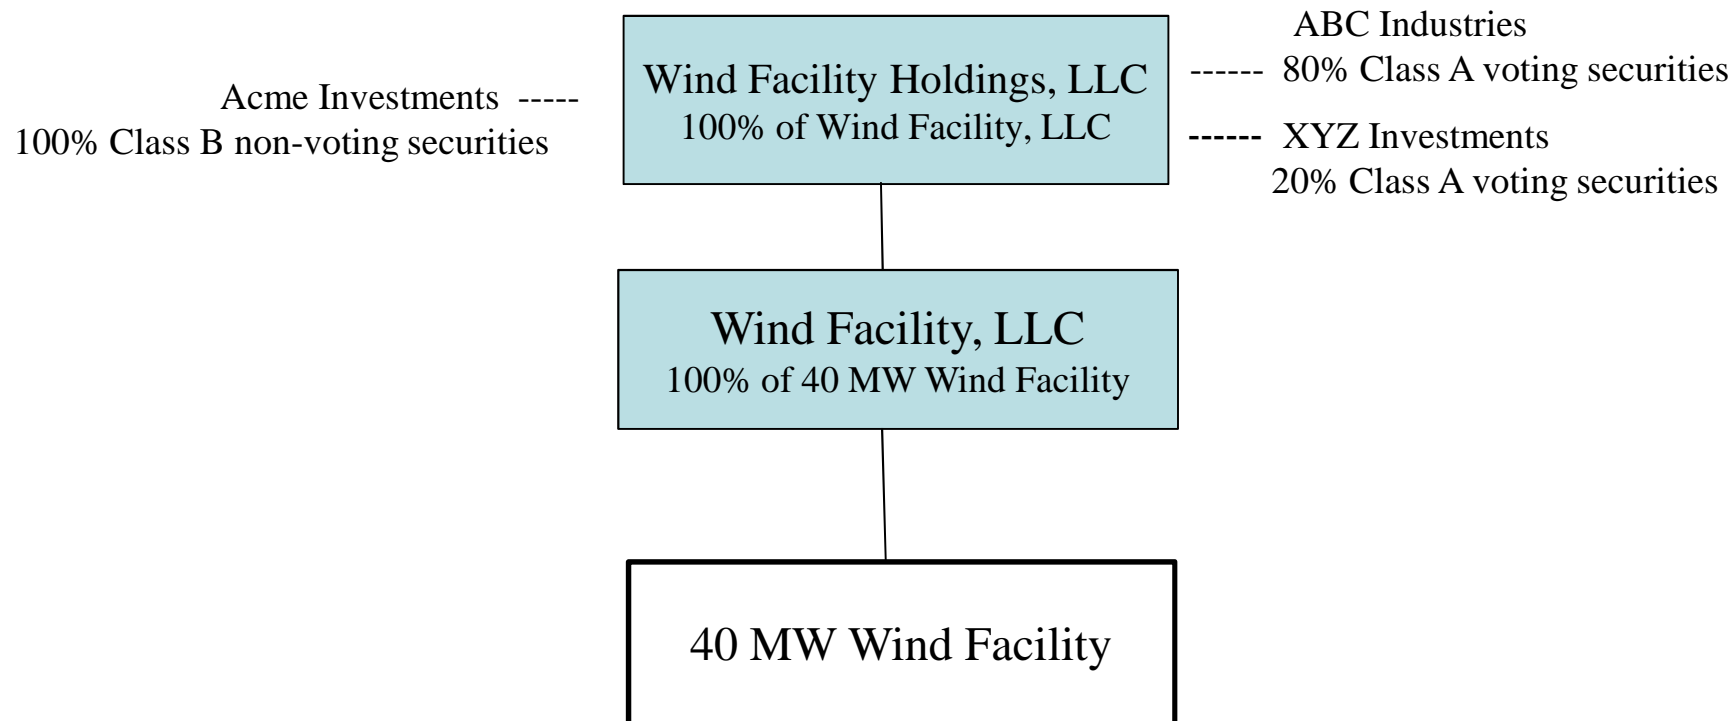 Acme Investments -----
100% Class B non-voting securities
Wind Facility Holdings, LLC
100% of Wind Facility, LLC
ABC Industries
------ 80% Class A voting securities
------ XYZ Investments
20% Class A voting securities
Wind Facility, LLC
100% of 40 MW Wind Facility
40 MW Wind Facility